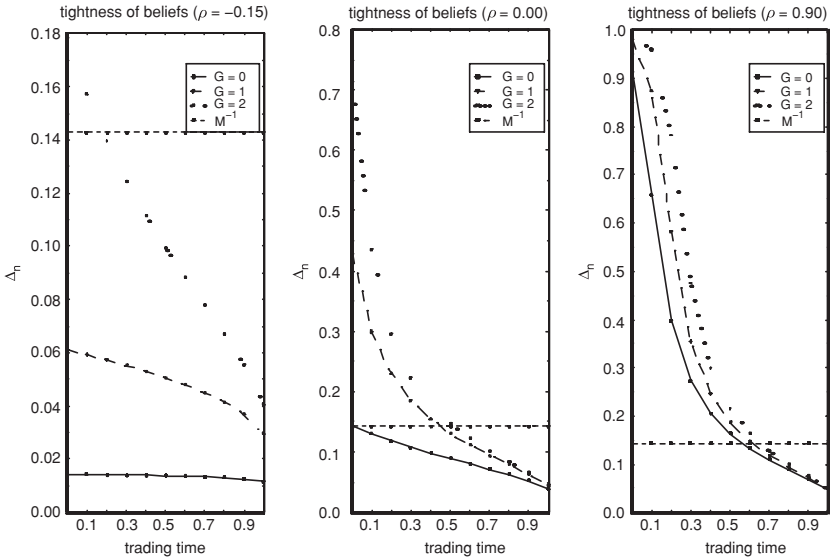 tightness of beliefs (ρ = −0.15)
0.18
0.16
0.14
0.12
0.10
0.08
0.06
0.04
0.02
0.00
Δn
G = 0
G = 1
G = 2
M−1
0.1 0.3 0.5 0.7 0.9
trading time
tightness of beliefs (ρ = 0.00)
0.8
0.7
0.6
0.5
0.4
0.3
0.2
0.1
0.0
Δn
G = 0
G = 1
G = 2
M−1
0.1 0.3 0.5 0.7 0.9
trading time
tightness of beliefs (ρ = 0.90)
1.0
0.9
0.8
0.7
0.6
0.5
0.4
0.3
0.2
0.1
0.0
Δn
G = 0
G = 1
G = 2
M−1
0.1 0.3 0.5 0.7 0.9
trading time